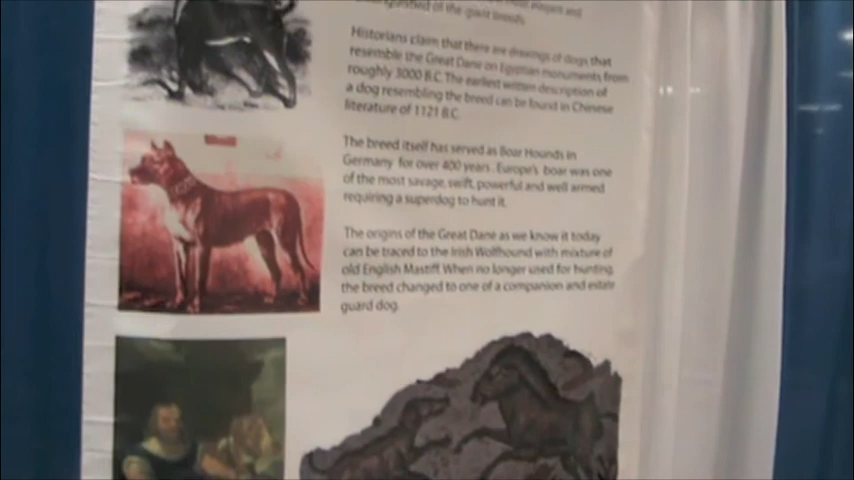 of the giant breeds.
Historians claim that there are drawings of dogs that
resemble the Great Dane on Egyptian monuments from
roughly 3000 B.C. The earliest written description of
a dog resembling the breed can be found in Chinese
literature of 1121 B.C.
The breed itself has served as Boar Hounds in
Germany for over 400 years. Europe's boar was one
of the most savage, swift, powerful and well armed
requiring a superdog to hunt it.
The origins of the Great Dane as we know it today
can be traced to the Irish Wolfhound with mixture of
old English Mastiff. When no longer used for hunting,
the breed changed to one of a companion and estate
guard dog.